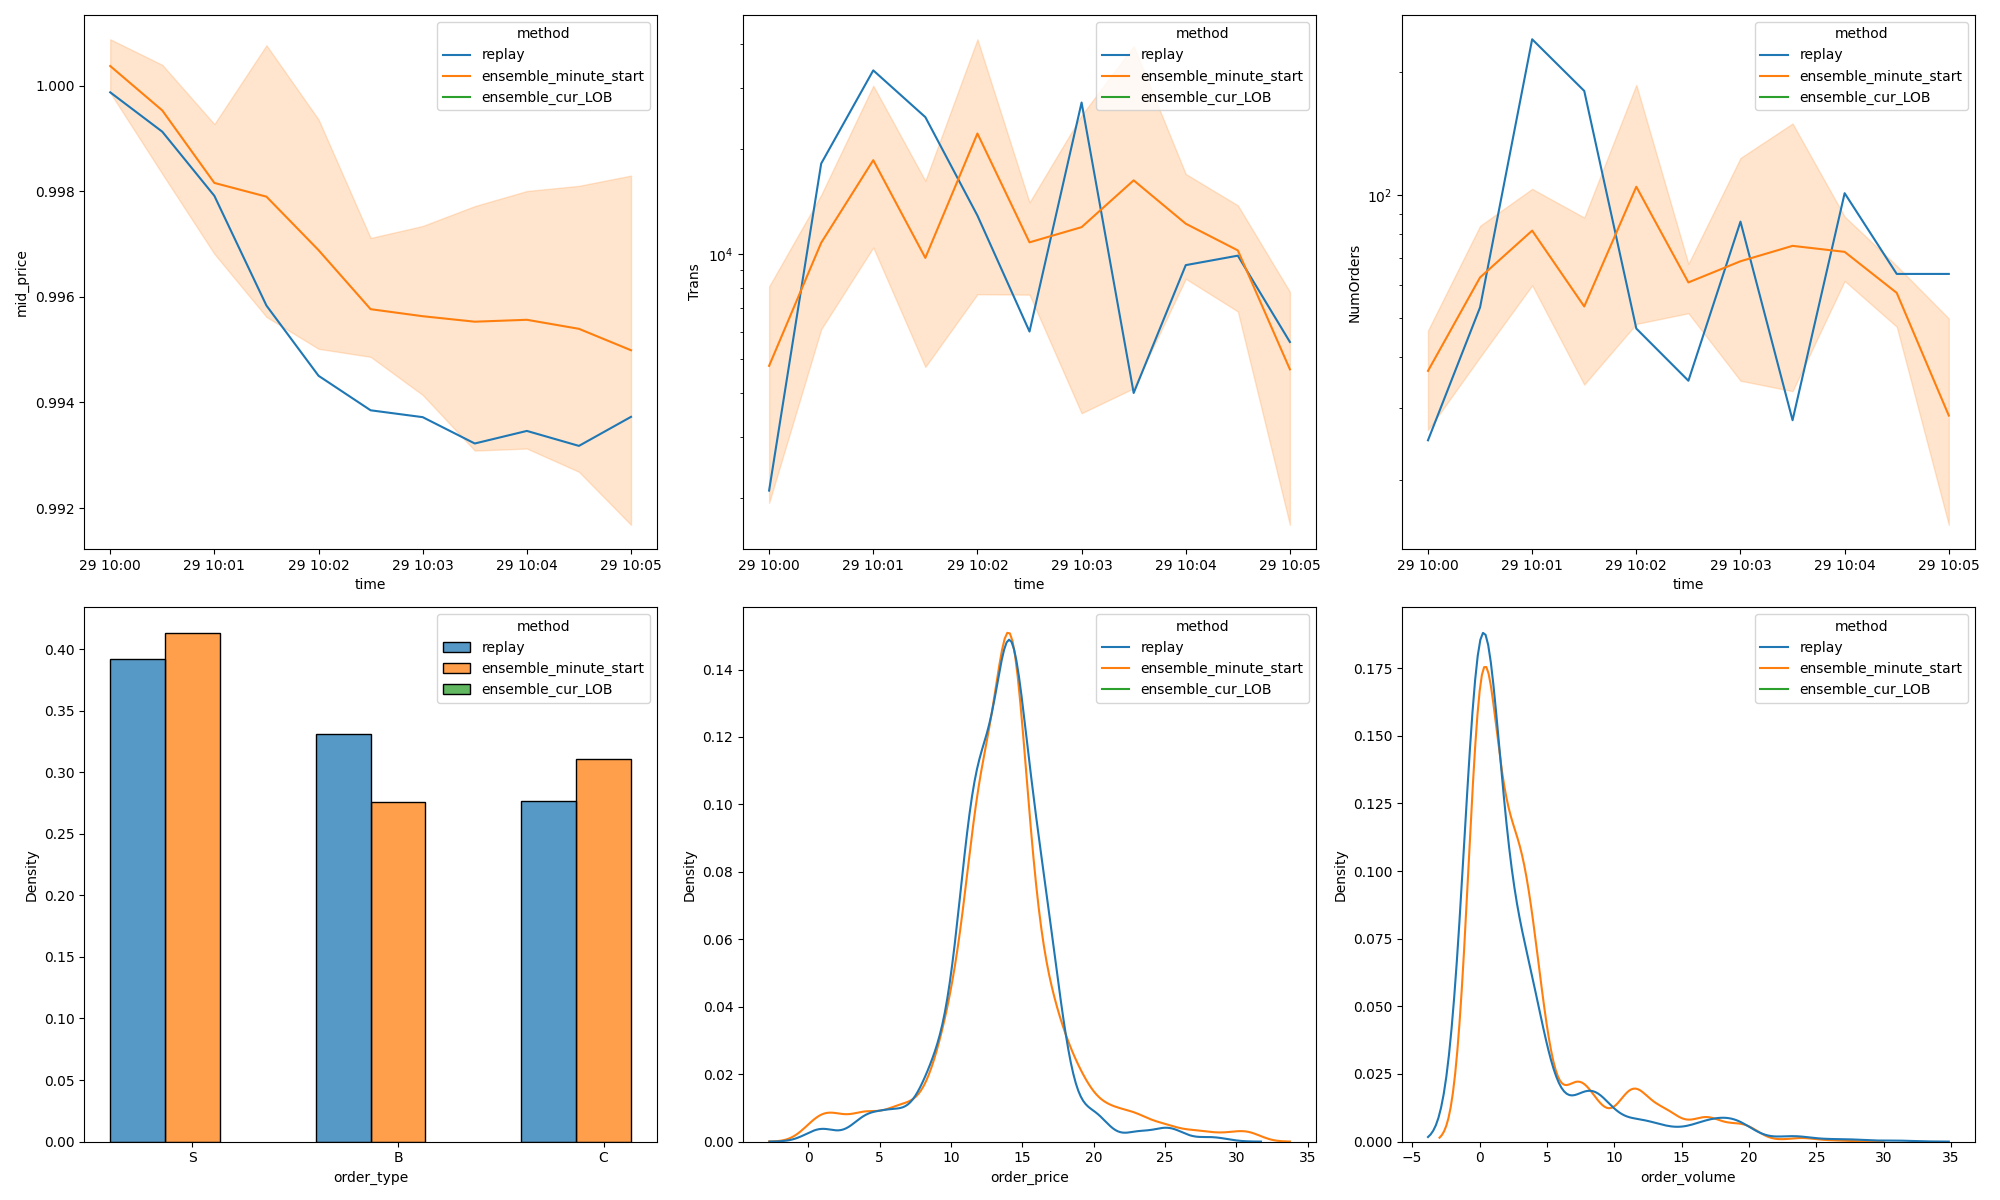 method
replay
ensemble_minute_start
ensemble_cur_LOB
1.000
0.998
0.996
0.994
0.992
mid_price
29 10:00 29 10:01 29 10:02 29 10:03 29 10:04 29 10:05
time
method
replay
ensemble_minute_start
ensemble_cur_LOB
10^4
Trans
29 10:00 29 10:01 29 10:02 29 10:03 29 10:04 29 10:05
time
method
replay
ensemble_minute_start
ensemble_cur_LOB
10^2
NumOrders
29 10:00 29 10:01 29 10:02 29 10:03 29 10:04 29 10:05
time
method
replay
ensemble_minute_start
ensemble_cur_LOB
0.40
0.35
0.30
0.25
0.20
0.15
0.10
0.05
0.00
Density
S B C
order_type
method
replay
ensemble_minute_start
ensemble_cur_LOB
0.14
0.12
0.10
0.08
0.06
0.04
0.02
0.00
Density
0 5 10 15 20 25 30 35
order_price
method
replay
ensemble_minute_start
ensemble_cur_LOB
0.175
0.150
0.125
0.100
0.075
0.050
0.025
0.000
Density
−5 0 5 10 15 20 25 30 35
order_volume